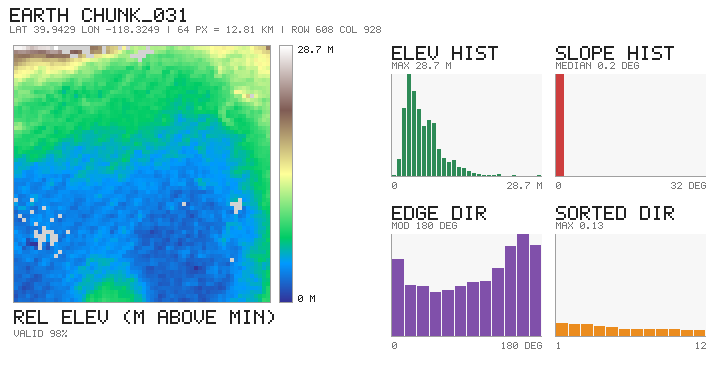 EARTH CHUNK_031
LAT 39.9429 LON -118.3249 | 64 PX = 12.81 KM | ROW 608 COL 928
28.7 M
0 M
REL ELEV (M ABOVE MIN)
VALID 98%
ELEV HIST
MAX 28.7 M
0 28.7 M
SLOPE HIST
MEDIAN 0.2 DEG
0 32 DEG
EDGE DIR
MOD 180 DEG
0 180 DEG
SORTED DIR
MAX 0.13
1 12